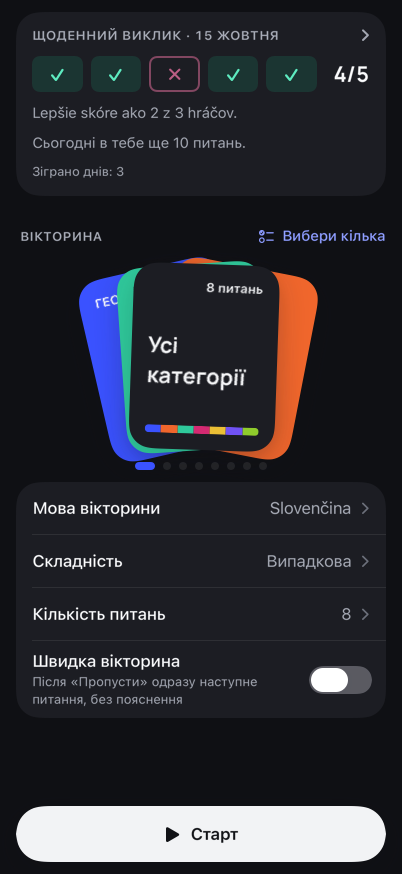 ЩОДЕННИЙ ВИКЛИК · 15 ЖОВТНЯ
4/5
Lepšie skóre ako 2 z 3 hráčov.
Сьогодні в тебе ще 10 питань.
Зіграно днів: 3
ВІКТОРИНА
Вибери кілька
8 питань
Усі
категорії
Мова вікторини
Slovenčina
Складність
Випадкова
Кількість питань
8
Швидка вікторина
Після «Пропусти» одразу наступне
питання, без пояснення
Старт